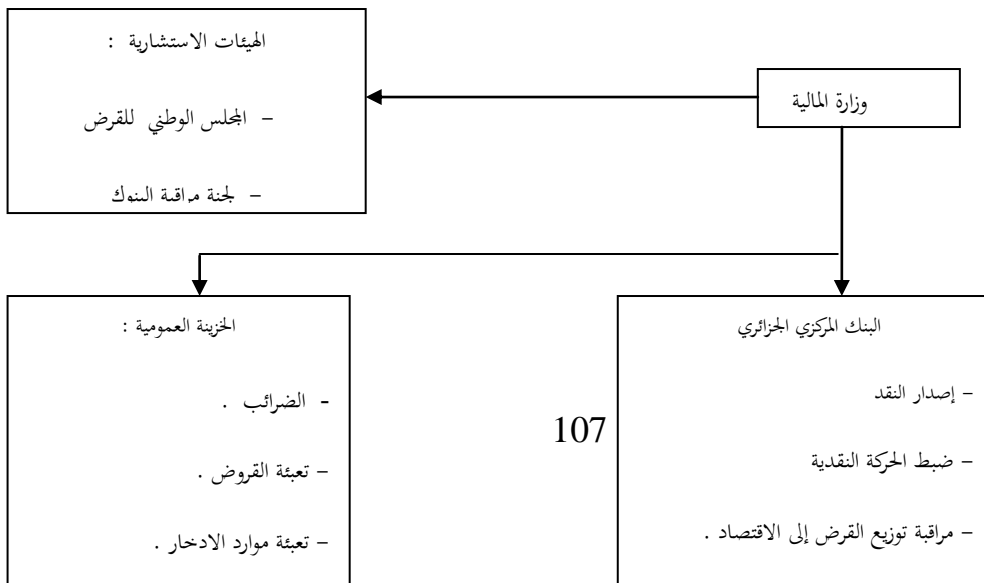 الهيئات الاستشارية :
– المجلس الوطني للقرض
– لجنة مراقبة البنوك
وزارة المالية
البنك المركزي الجزائري
– إصدار النقد
– ضبط الحركة النقدية
– مراقبة توزيع القرض إلى الاقتصاد .
الخزينة العمومية :
- الضرائب .
– تعبئة القروض .
– تعبئة موارد الادخار .
107